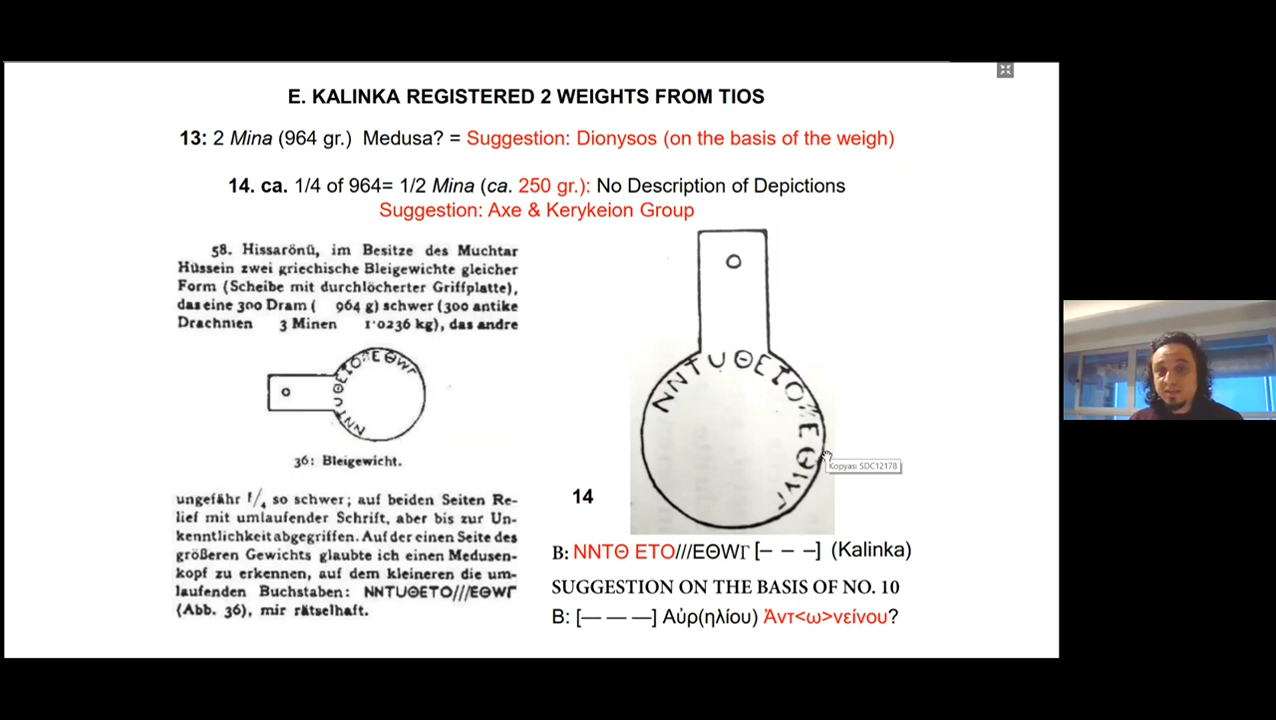 E. KALINKA REGISTERED 2 WEIGHTS FROM TIOS
13: 2 Mina (964 gr.) Medusa? = Suggestion: Dionysos (on the basis of the weigh)
14. ca. 1/4 of 964= 1/2 Mina (ca. 250 gr.): No Description of Depictions
Suggestion: Axe & Kerykeion Group
58. Hissarönü, im Besitze des Muchtar
Hüssein zwei griechische Bleigewichte gleicher
Form (Scheibe mit durchlöcherter Griffplatte),
das eine 300 Dram ( 964 g) schwer (300 antike
Drachmen 3 Minen 1·0236 kg), das andre
36: Bleigewicht.
ungefähr 1/4 so schwer; auf beiden Seiten Re-
lief mit umlaufender Schrift, aber bis zur Un-
kenntlichkeit abgegriffen. Auf der einen Seite des
größeren Gewichts glaubte ich einen Medusen-
kopf zu erkennen, auf dem kleineren die um-
laufenden Buchstaben: ΝΝΤUΘΕΤΟ///ΕΘWΓ
(Abb. 36), mir rätselhaft.
Kopyası SDC12178
14
B: ΝΝΤΘ ΕΤΟ///ΕΘWΓ [– – –] (Kalinka)
SUGGESTION ON THE BASIS OF NO. 10
B: [— — —] Αὐρ(ηλίου) Ἀντ<ω>νείνου?